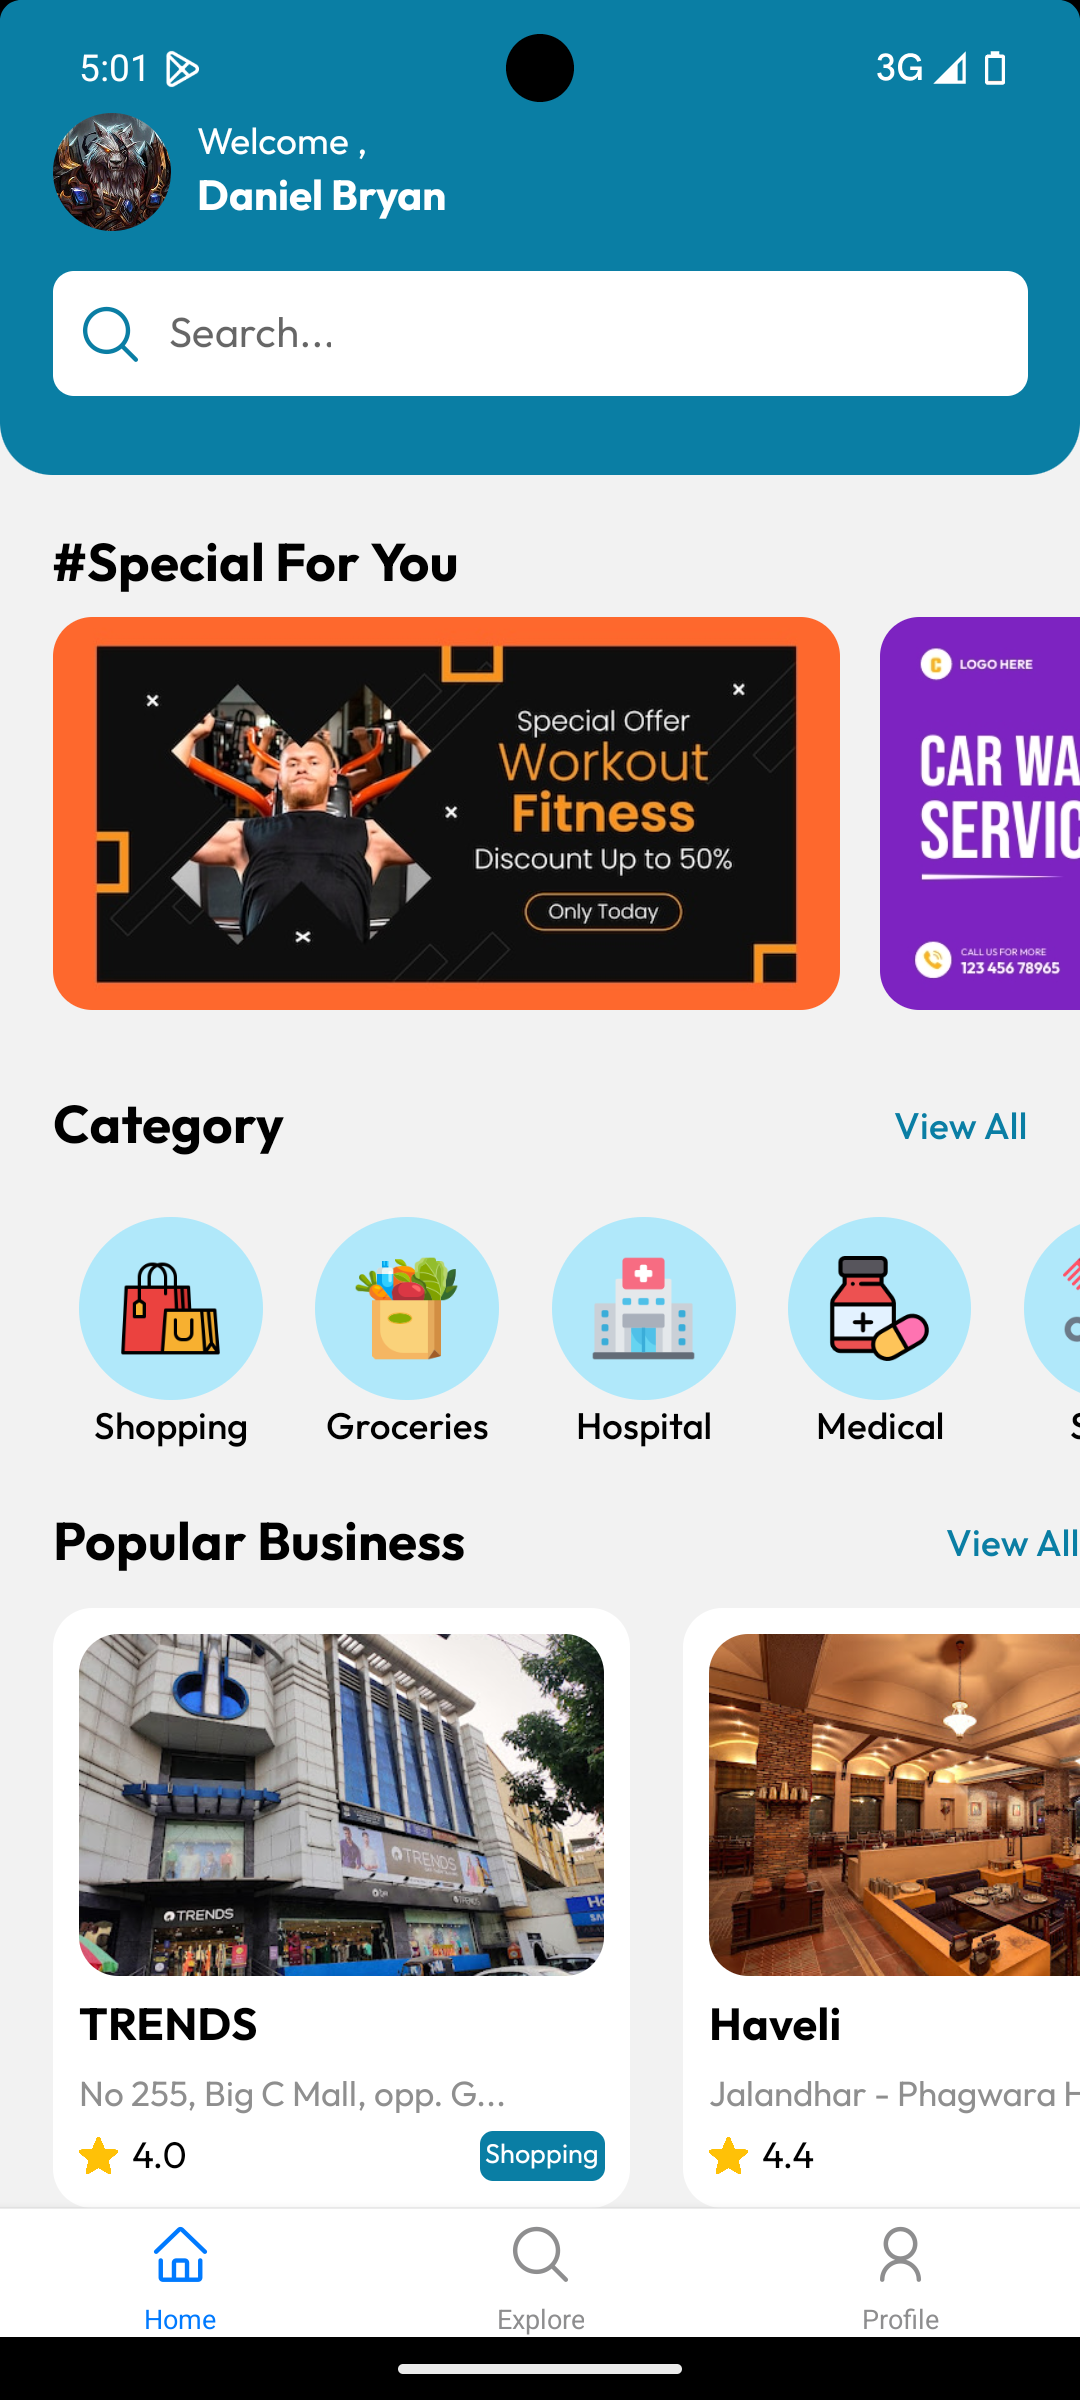 5:01
3G
Welcome ,
Daniel Bryan
Search...
#Special For You
Special Offer
Workout
Fitness
Discount Up to 50%
Only Today
LOGO HERE
CAR WA
SERVIC
CALL US FOR MORE
123 456 78965
Category
View All
Shopping
Groceries
Hospital
Medical
S
Popular Business
View All
TRENDS
TRENDS
TRENDS
TRENDS
No 255, Big C Mall, opp. G...
4.0
Shopping
Haveli
Jalandhar - Phagwara H
4.4
Home
Explore
Profile